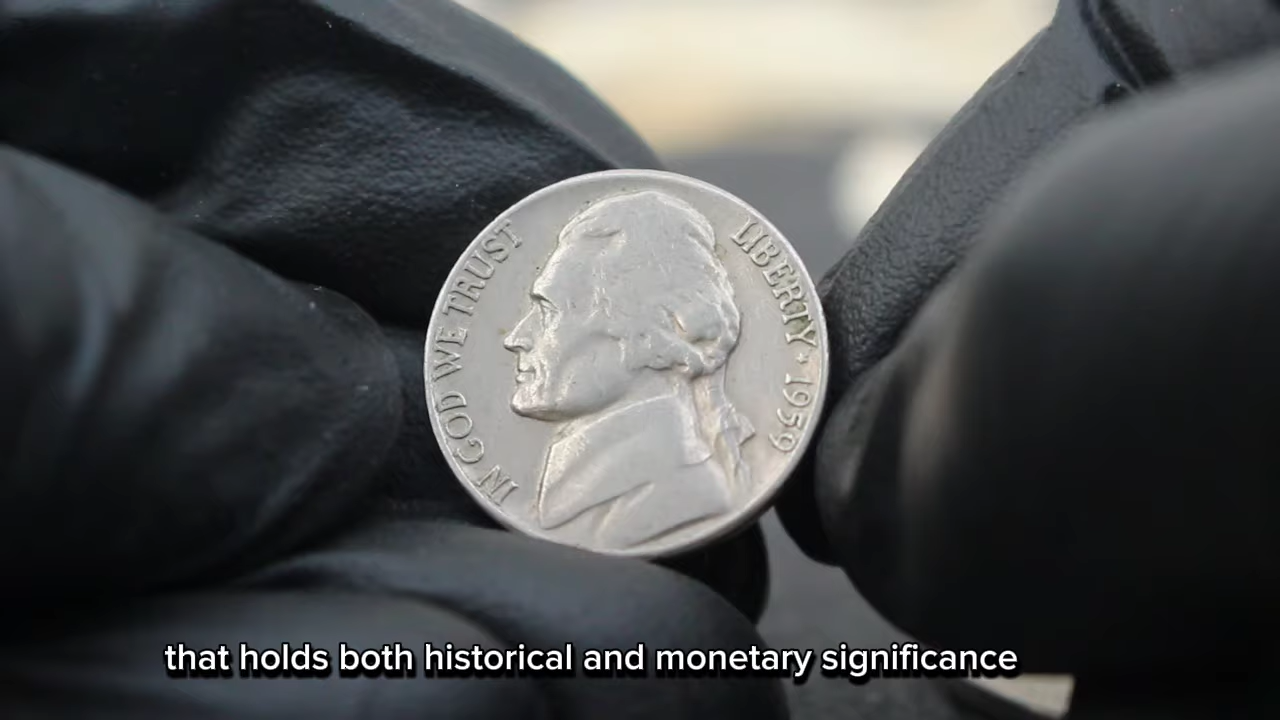 IN GOD WE TRUST
LIBERTY ★ 1959
that holds both historical and monetary significance